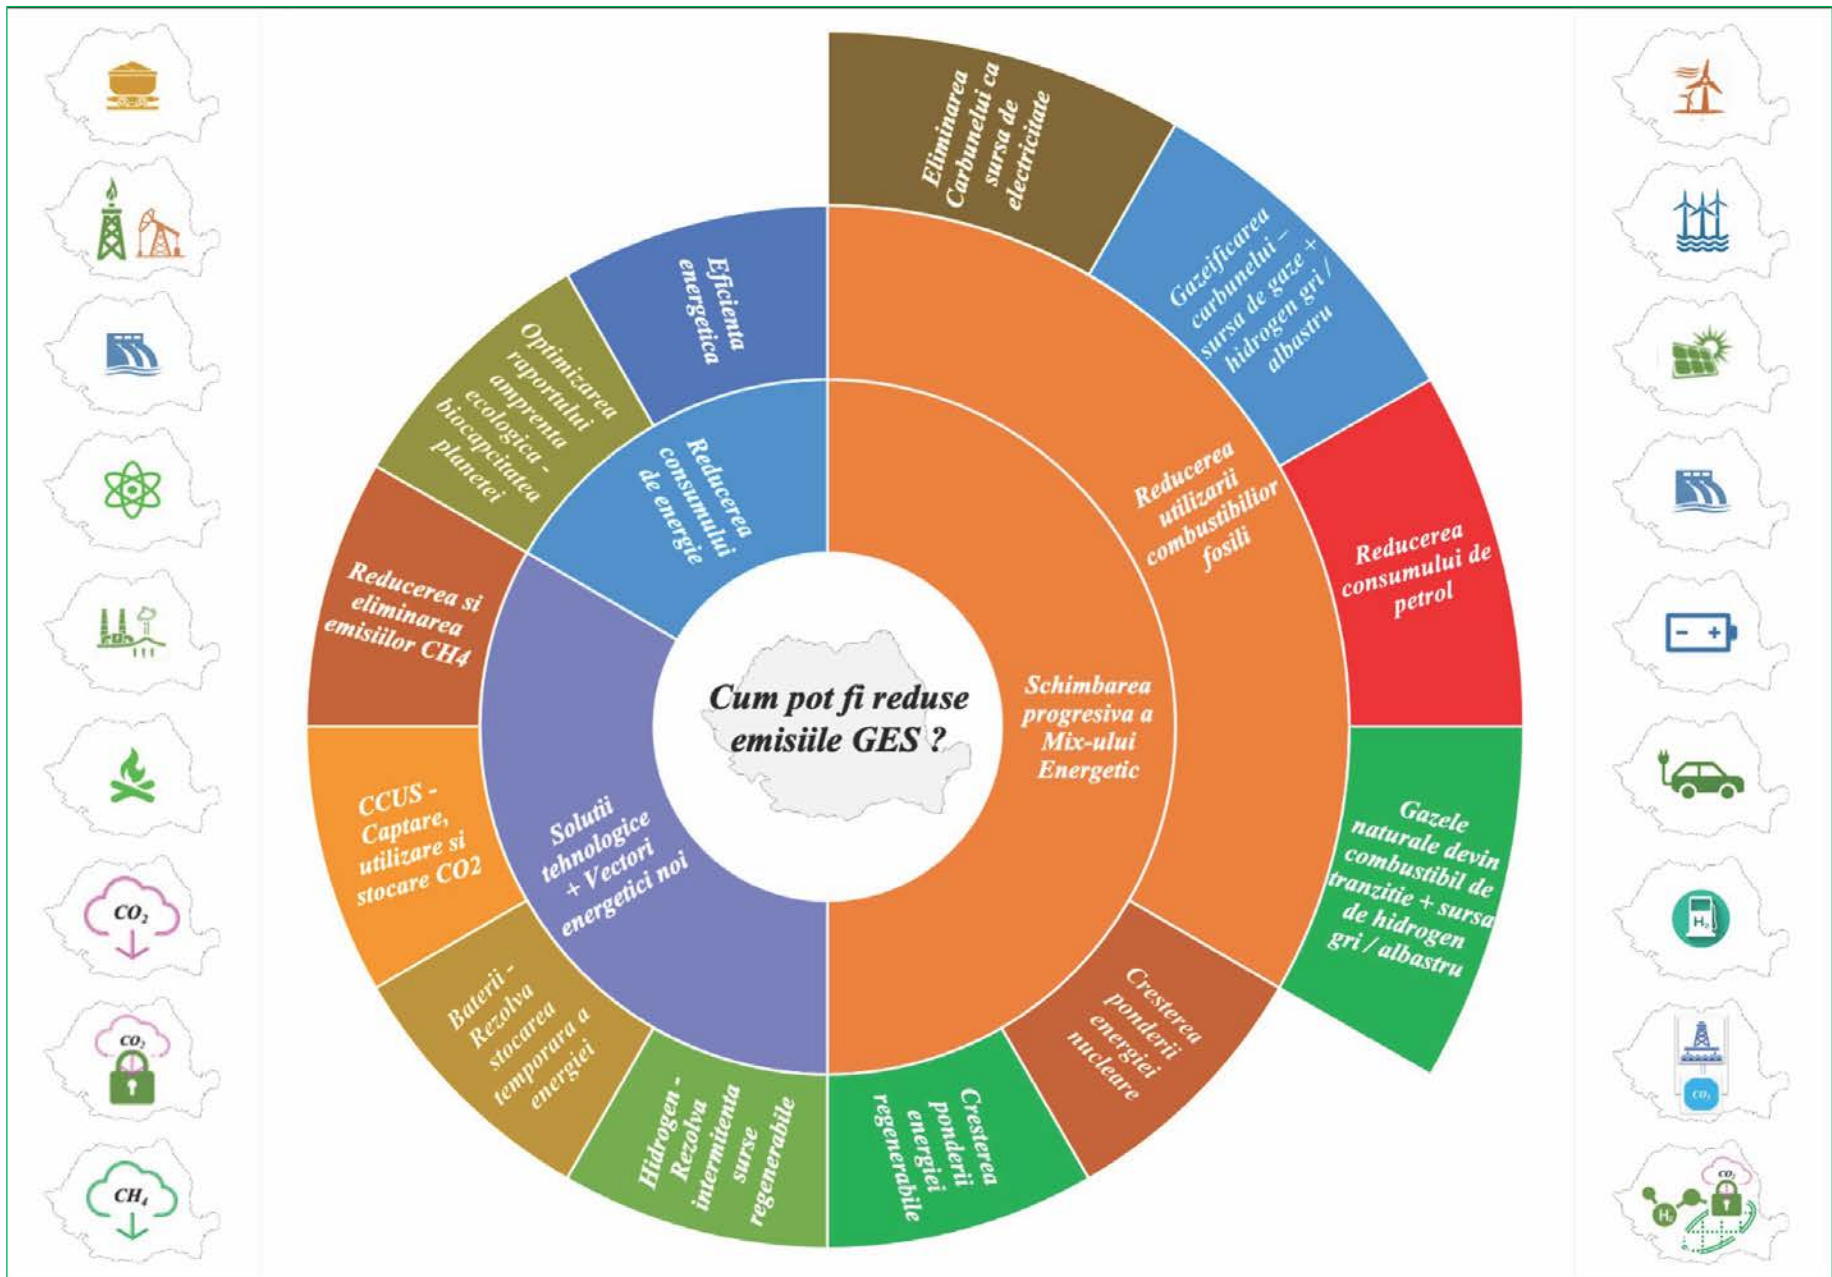 Cum pot fi reduse
emisiile GES ?
Schimbarea
progresiva a
Mix-ului
Energetic
Reducerea
utilizarii
combustibilior
fosili
Eliminarea
Carbunelui ca
sursa de
electricitate
Gazeificarea
carbunelui –
sursa de gaze +
hidrogen gri /
albastru
Reducerea
consumului de
petrol
Gazele
naturale devin
combustibil de
tranzitie + sursa
de hidrogen
gri / albastru
Cresterea
ponderii
energiei
nucleare
Cresterea
ponderii
energiei
regenerabile
Solutii
tehnologice
+ Vectori
energetici noi
Hidrogen -
Rezolva
intermitenta
surse
regenerabile
Baterii -
Rezolva
stocarea
temporara a
energiei
CCUS -
Captare,
utilizare si
stocare CO2
Reducerea si
eliminarea
emisiilor CH4
Reducerea
consumului
de energie
Optimizarea
raportului
amprenta
ecologica -
biocapcitatea
planetei
Eficienta
energetica
CO₂
CO₂
CH₄
H₂
CO₂
CO₂
H₂